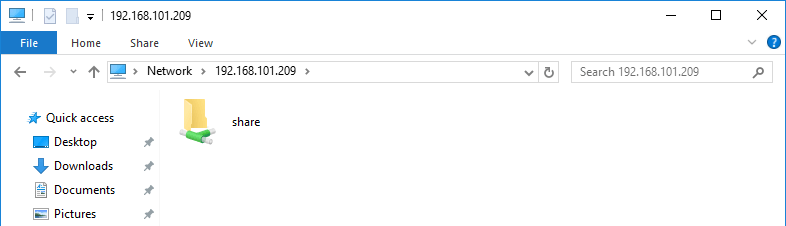 192.168.101.209
File Home Share View
Network 192.168.101.209 Search 192.168.101.209
Quick access
share
Desktop
Downloads
Documents
Pictures